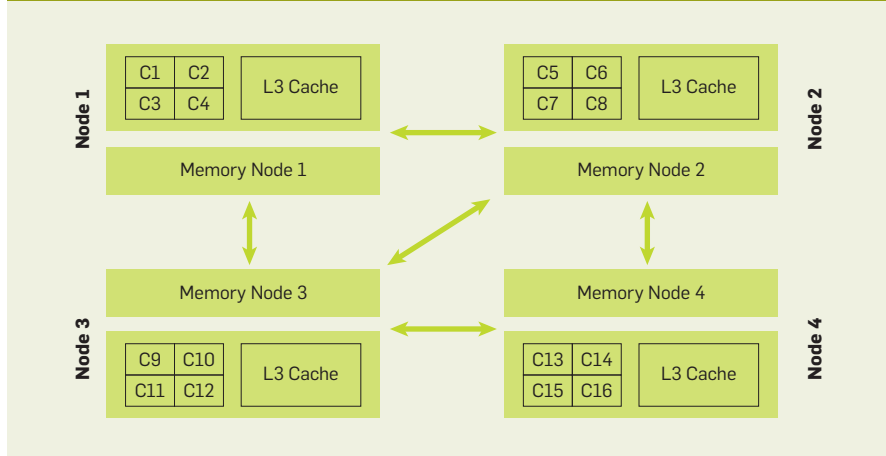 Node 1
C1 C2
C3 C4
L3 Cache
Memory Node 1
Node 2
C5 C6
C7 C8
L3 Cache
Memory Node 2
Node 3
Memory Node 3
C9 C10
C11 C12
L3 Cache
Node 4
Memory Node 4
C13 C14
C15 C16
L3 Cache